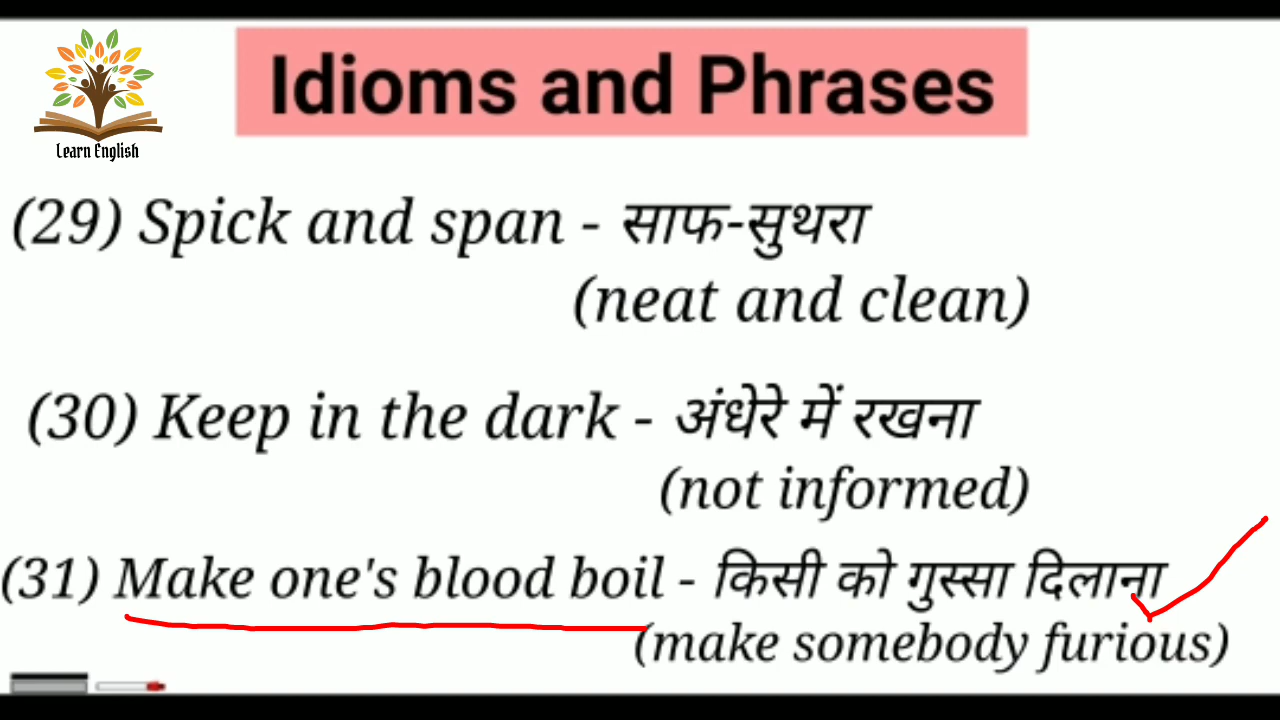 Learn English
Idioms and Phrases
(29) Spick and span - साफ-सुथरा
(neat and clean)
(30) Keep in the dark - अंधेरे में रखना
(not informed)
(31) Make one's blood boil - किसी को गुस्सा दिलाना
(make somebody furious)